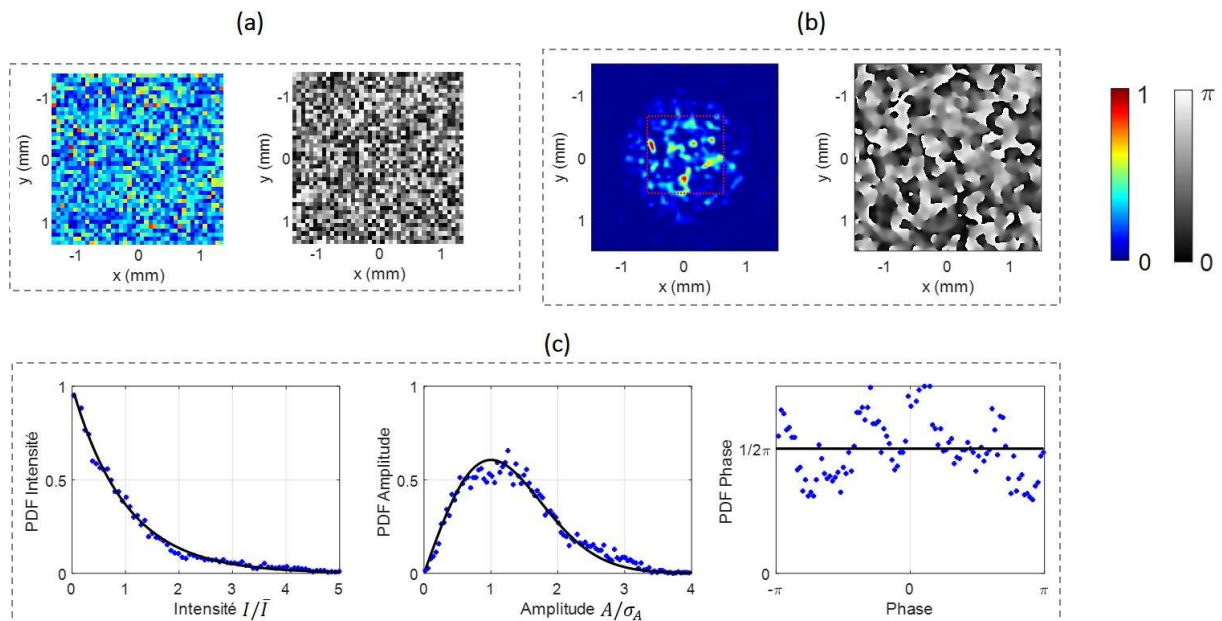 (a)
(b)
-1
0
1
y (mm)
-1 0 1
x (mm)
-1
0
1
y (mm)
-1 0 1
x (mm)
-1
0
1
y (mm)
-1 0 1
x (mm)
-1
0
1
-1 0 1
x (mm)
1
0
π
0
(c)
1
0.5
0
PDF Intensité
0 1 2 3 4 5
Intensité I/Ī
1
0.5
0
PDF Amplitude
0 1 2 3 4
Amplitude A/σ_A
1/2π
0
PDF Phase
-π 0 π
Phase